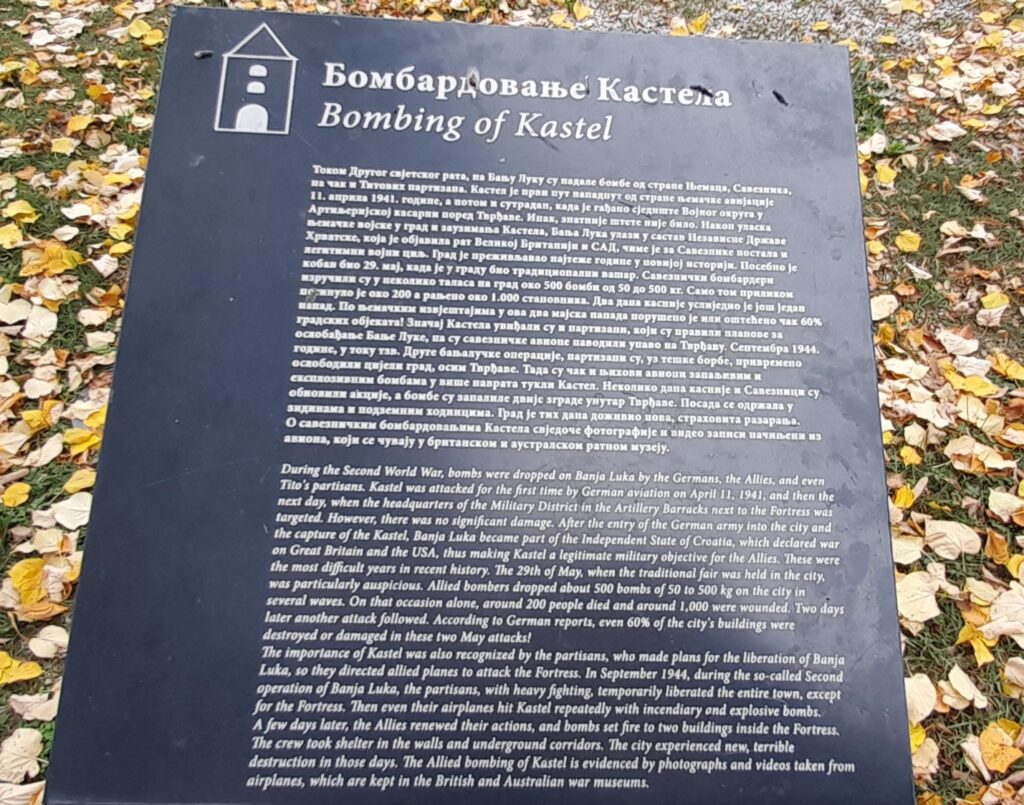 Бомбардовање Кастела
Bombing of Kastel
Током Другог свјетског рата, на Бању Луку су падале бомбе од стране Њемаца, Савезника,
па чак и Титових партизана. Кастел је први пут нападнут од стране њемачке авијације
11. априла 1941. године, а потом и сутрадан, када је гађано сједиште Војног округа у
Артиљеријској касарни поред Тврђаве. Ипак, знатније штете није било. Након уласка
њемачке војске у град и заузимања Кастела, Бања Лука улази у састав Независне Државе
Хрватске, која је објавила рат Великој Британији и САД, чиме је за Савезнике постала и
легитимни војни циљ. Град је преживљавао најтеже године у новијој историји. Посебно је
кобан био 29. мај, када је у граду био традиционални вашар. Савезнички бомбардери
изручили су у неколико таласа на град око 500 бомби од 50 до 500 кг. Само том приликом
погинуло је око 200 а рањено око 1.000 становника. Два дана касније услиједио је још један
напад. По њемачким извјештајима у ова два мајска напада порушено је или оштећено чак 60%
градских објеката! Значај Кастела увиђали су и партизани, који су правили планове за
ослобађање Бање Луке, па су савезничке авионе наводили управо на Тврђаву. Септембра 1944.
године, у току тзв. Друге бањалучке операције, партизани су, уз тешке борбе, привремено
ослободили цијели град, осим Тврђаве. Тада су чак и њихови авиони запаљивим и
експлозивним бомбама у више наврата тукли Кастел. Неколико дана касније и Савезници су
обновили акције, а бомбе су запалиле двије зграде унутар Тврђаве. Посада се одржала у
зидинама и подземним ходницима. Град је тих дана доживио нова, страховита разарања.
О савезничким бомбардовањима Кастела свједоче фотографије и видео записи начињени из
авиона, који се чувају у британском и аустралском ратном музеју.
During the Second World War, bombs were dropped on Banja Luka by the Germans, the Allies, and even
Tito's partisans. Kastel was attacked for the first time by German aviation on April 11, 1941, and then the
next day, when the headquarters of the Military District in the Artillery Barracks next to the Fortress was
targeted. However, there was no significant damage. After the entry of the German army into the city and
the capture of the Kastel, Banja Luka became part of the Independent State of Croatia, which declared war
on Great Britain and the USA, thus making Kastel a legitimate military objective for the Allies. These were
the most difficult years in recent history. The 29th of May, when the traditional fair was held in the city,
was particularly auspicious. Allied bombers dropped about 500 bombs of 50 to 500 kg on the city in
several waves. On that occasion alone, around 200 people died and around 1,000 were wounded. Two days
later another attack followed. According to German reports, even 60% of the city's buildings were
destroyed or damaged in these two May attacks!
The importance of Kastel was also recognized by the partisans, who made plans for the liberation of Banja
Luka, so they directed allied planes to attack the Fortress. In September 1944, during the so-called Second
operation of Banja Luka, the partisans, with heavy fighting, temporarily liberated the entire town, except
for the Fortress. Then even their airplanes hit Kastel repeatedly with incendiary and explosive bombs.
A few days later, the Allies renewed their actions, and bombs set fire to two buildings inside the Fortress.
The crew took shelter in the walls and underground corridors. The city experienced new, terrible
destruction in those days. The Allied bombing of Kastel is evidenced by photographs and videos taken from
airplanes, which are kept in the British and Australian war museums.